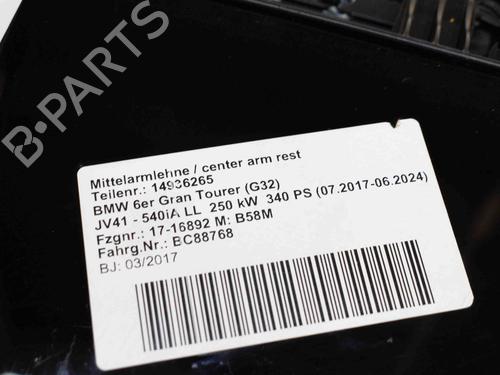 B-PARTS
Mittelarmlehne / center arm rest
Teilenr.: 14936265
BMW 6er Gran Tourer (G32)
JV41 - 540iA LL 250 kW 340 PS (07.2017-06.2024)
Fzgnr.: 17-16892 M: B58M
Fahrg.Nr.: BC88768
BJ: 03/2017